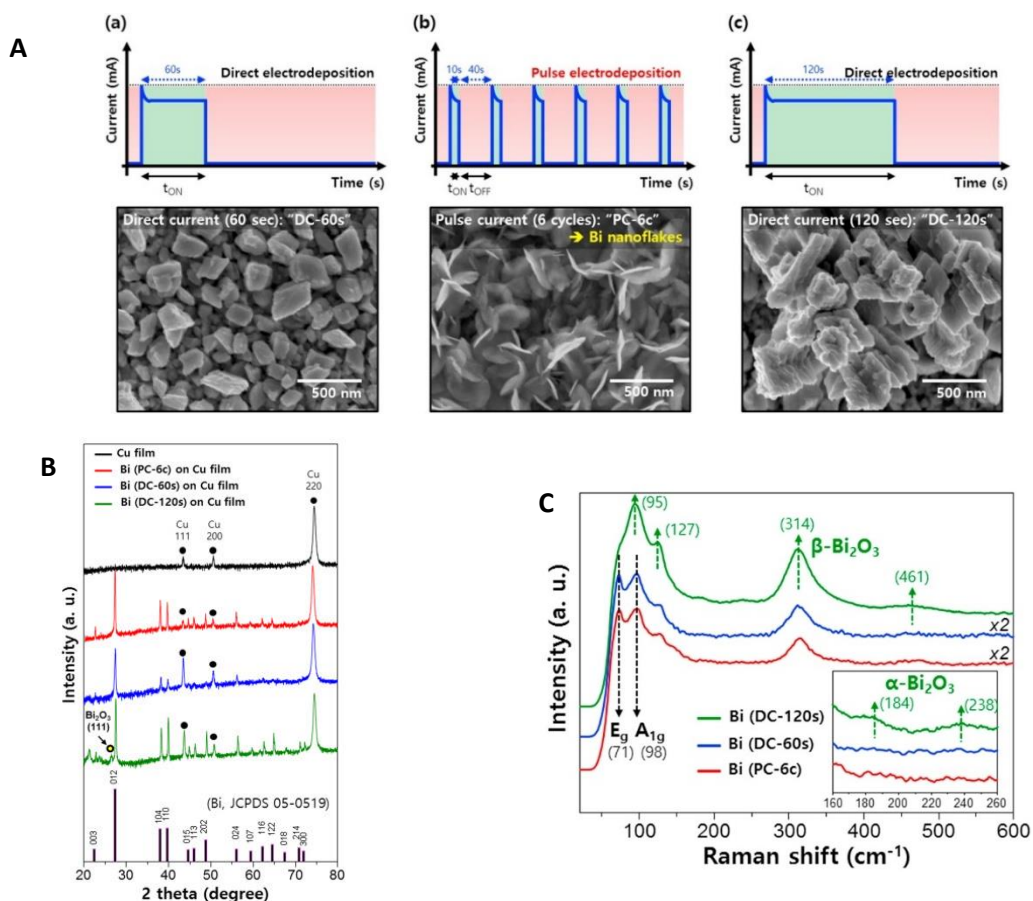 A
(a)
(b)
(c)
60s
Direct electrodeposition
Current (mA)
tON
Time (s)
10s 40s
Pulse electrodeposition
Current (mA)
tON tOFF
Time (s)
120s
Direct electrodeposition
Current (mA)
tON
Time (s)
Direct current (60 sec): "DC-60s"
500 nm
Pulse current (6 cycles): "PC-6c"
➔ Bi nanoflakes
500 nm
Direct current (120 sec): "DC-120s"
500 nm
B
Cu film
Bi (PC-6c) on Cu film
Bi (DC-60s) on Cu film
Bi (DC-120s) on Cu film
Cu
220
Cu
111
Cu
200
Bi₂O₃
(111)
(Bi, JCPDS 05-0519)
003
012
104
110
015
113
202
024
107
116
122
018
214
300
20 30 40 50 60 70 80
2 theta (degree)
Intensity (a. u.)
C
(95)
(127)
(314)
β-Bi₂O₃
(461)
x2
x2
Eg A1g
(71) (98)
Bi (DC-120s)
Bi (DC-60s)
Bi (PC-6c)
α-Bi₂O₃
(184)
(238)
160 180 200 220 240 260
100 200 300 400 500 600
Raman shift (cm⁻¹)
Intensity (a. u.)